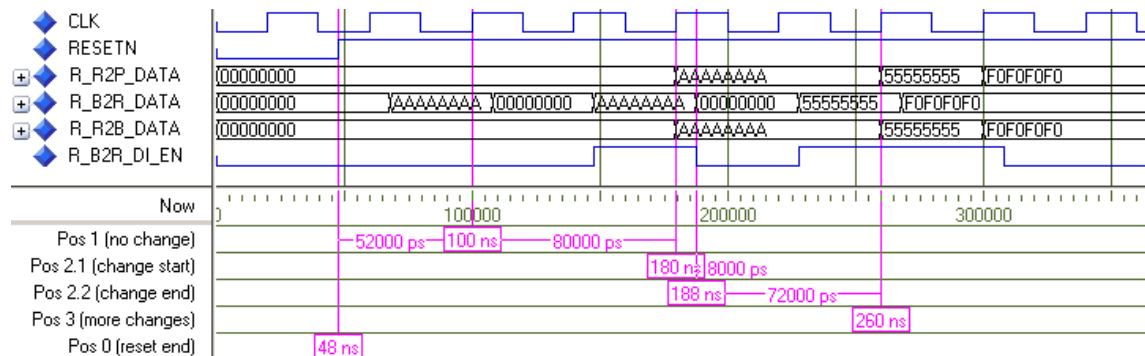 CLK
RESETN
R_R2P_DATA 00000000 AAAAAAAA 55555555 F0F0F0F0
R_B2R_DATA 00000000 AAAAAAAA 00000000 AAAAAAAA 00000000 55555555 F0F0F0F0
R_R2B_DATA 00000000 AAAAAAAA 55555555 F0F0F0F0
R_B2R_DI_EN
Now 100000 200000 300000
Pos 1 (no change) 52000 ps 100 ns 80000 ps
Pos 2.1 (change start) 180 ns 8000 ps
Pos 2.2 (change end) 188 ns 72000 ps
Pos 3 (more changes) 260 ns
Pos 0 (reset end) 48 ns